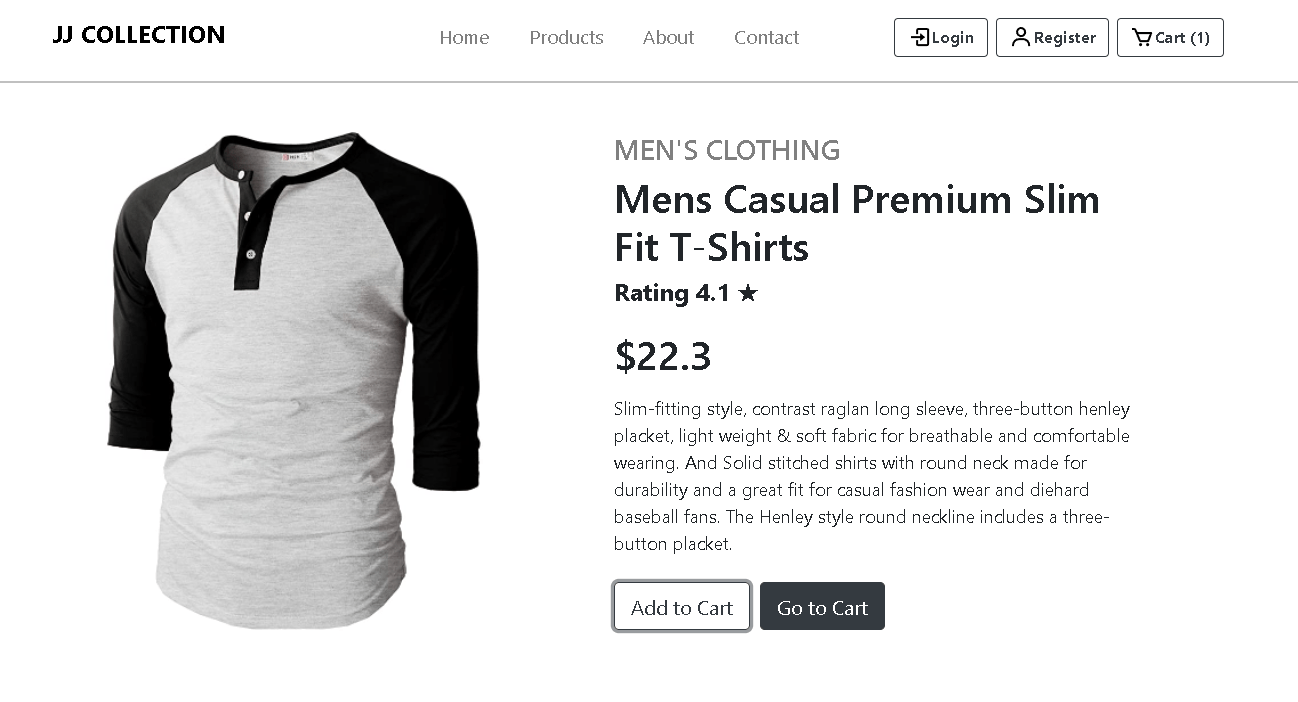 JJ COLLECTION
Home Products About Contact
Login Register Cart (1)
MEN'S CLOTHING
Mens Casual Premium Slim
Fit T-Shirts
Rating 4.1 ★
$22.3
Slim-fitting style, contrast raglan long sleeve, three-button henley
placket, light weight & soft fabric for breathable and comfortable
wearing. And Solid stitched shirts with round neck made for
durability and a great fit for casual fashion wear and diehard
baseball fans. The Henley style round neckline includes a three-
button placket.
Add to Cart Go to Cart